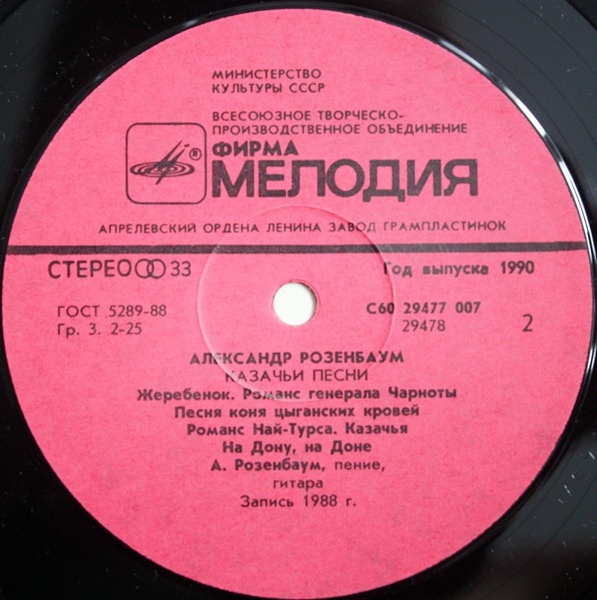 МИНИСТЕРСТВО
КУЛЬТУРЫ СССР
ВСЕСОЮЗНОЕ ТВОРЧЕСКО-
ПРОИЗВОДСТВЕННОЕ ОБЪЕДИНЕНИЕ
®
ФИРМА
МЕЛОДИЯ
АПРЕЛЕВСКИЙ ОРДЕНА ЛЕНИНА ЗАВОД ГРАМПЛАСТИНОК
СТЕРЕО 33
Год выпуска 1990
ГОСТ 5289-88
Гр. 3. 2-25
С60 29477 007
29478
2
АЛЕКСАНДР РОЗЕНБАУМ
КАЗАЧЬИ ПЕСНИ
Жеребенок. Романс генерала Чарноты
Песня коня цыганских кровей
Романс Най-Турса. Казачья
На Дону, на Доне
А. Розенбаум, пение,
гитара
Запись 1988 г.